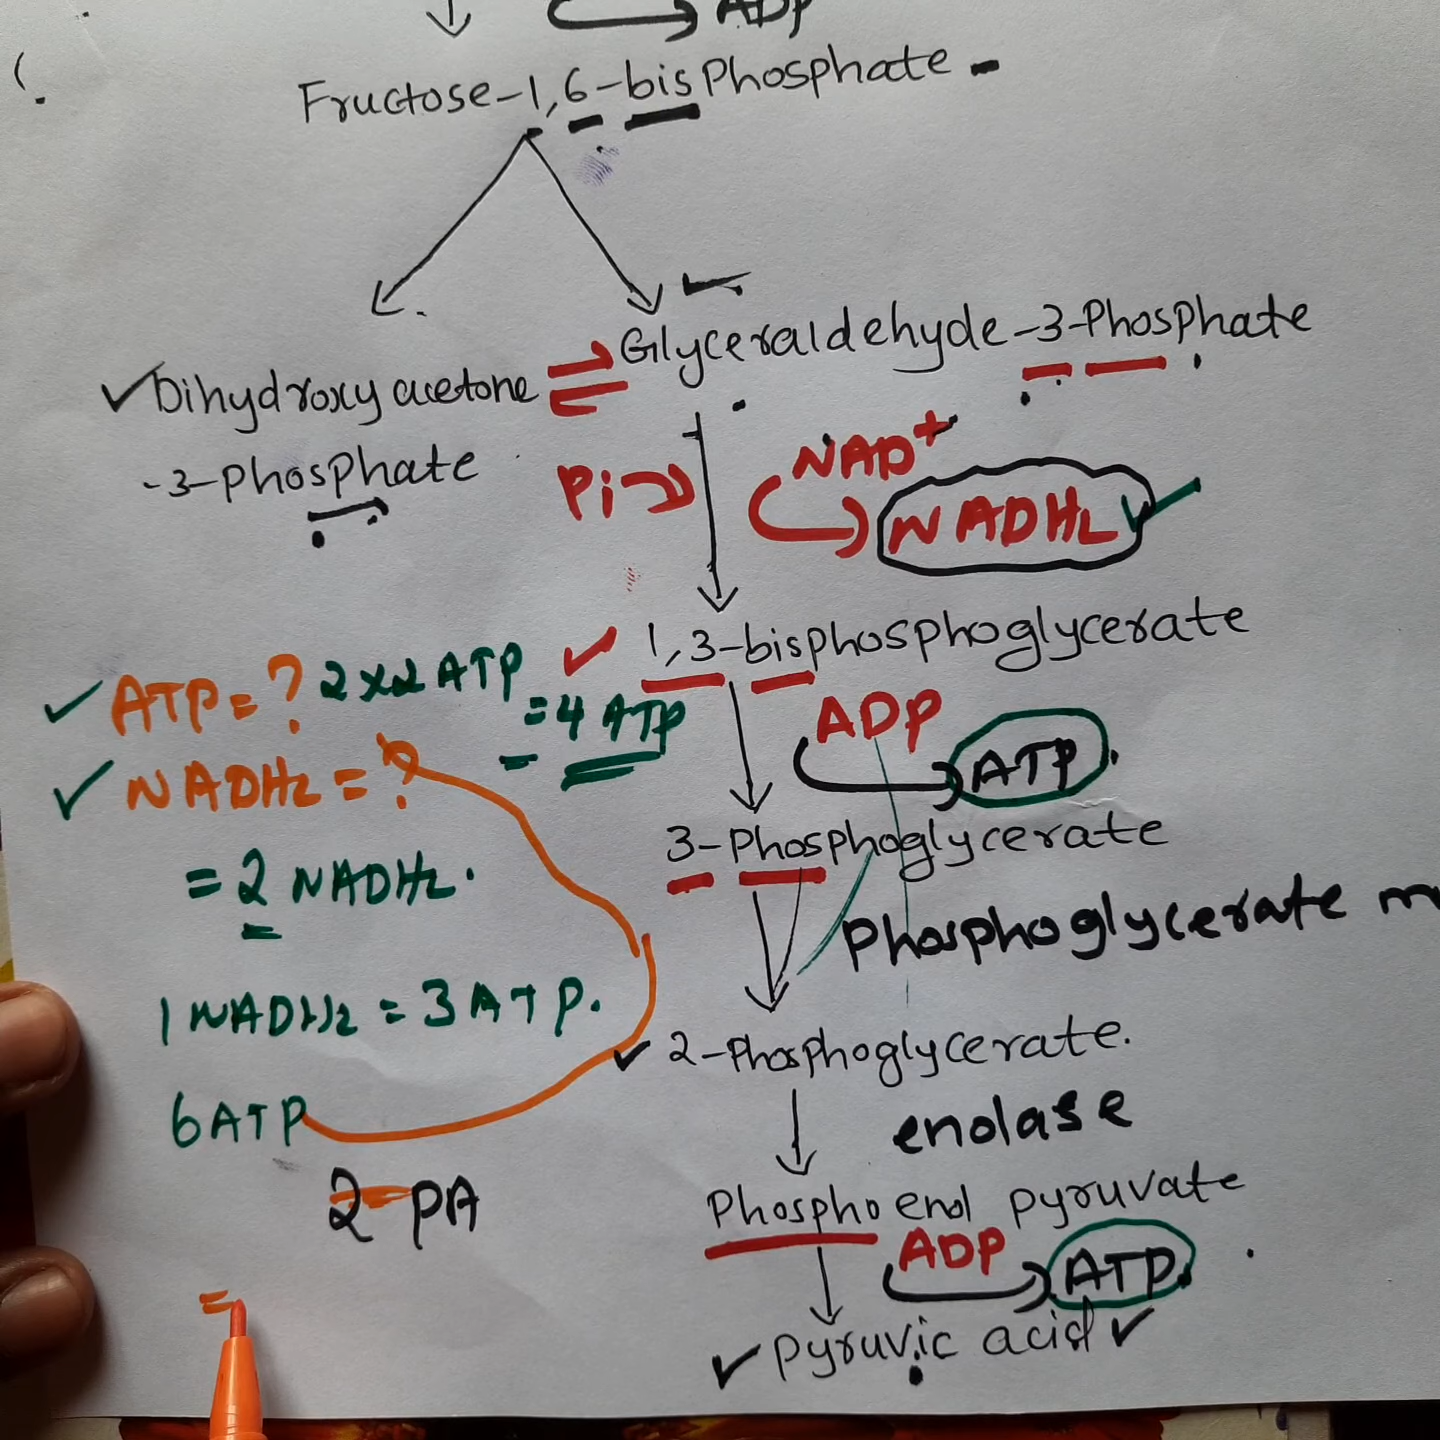 ADP
Fructose-1,6-bisphosphate
Glyceraldehyde-3-Phosphate
Dihydroxy acetone
-3-Phosphate
NAD+
Pi
NADH2
1,3-bisphosphoglycerate
ATP=? 2x2 ATP
=4 ATP
ADP
ATP
NADH2=?
3-Phosphoglycerate
=2 NADH2.
Phosphoglycerate m
1 NADH2 = 3 ATP.
2-Phosphoglycerate.
6 ATP
enolase
2 PA
Phospho enol pyruvate
ADP
ATP
=
Pyruvic acid